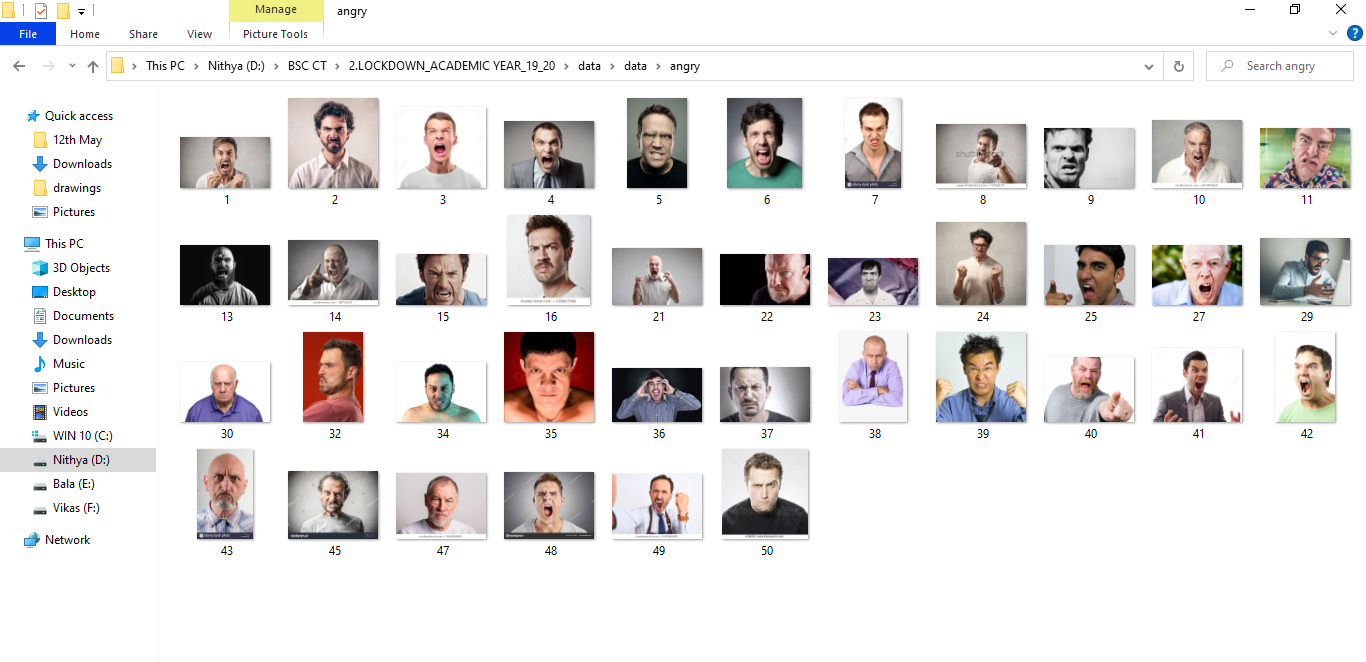 Manage angry
File Home Share View Picture Tools
This PC Nithya (D:) BSC CT 2.LOCKDOWN_ACADEMIC YEAR_19_20 data data angry Search angry
Quick access
12th May
Downloads
drawings
Pictures
This PC
3D Objects
Desktop
Documents
Downloads
Music
Pictures
Videos
WIN 10 (C:)
Nithya (D:)
Bala (E:)
Vikas (F:)
Network
1 2 3 4 5 6 7 8 9 10 11
13 14 15 16 21 22 23 24 25 27 29
30 32 34 35 36 37 38 39 40 41 42
43 45 47 48 49 50